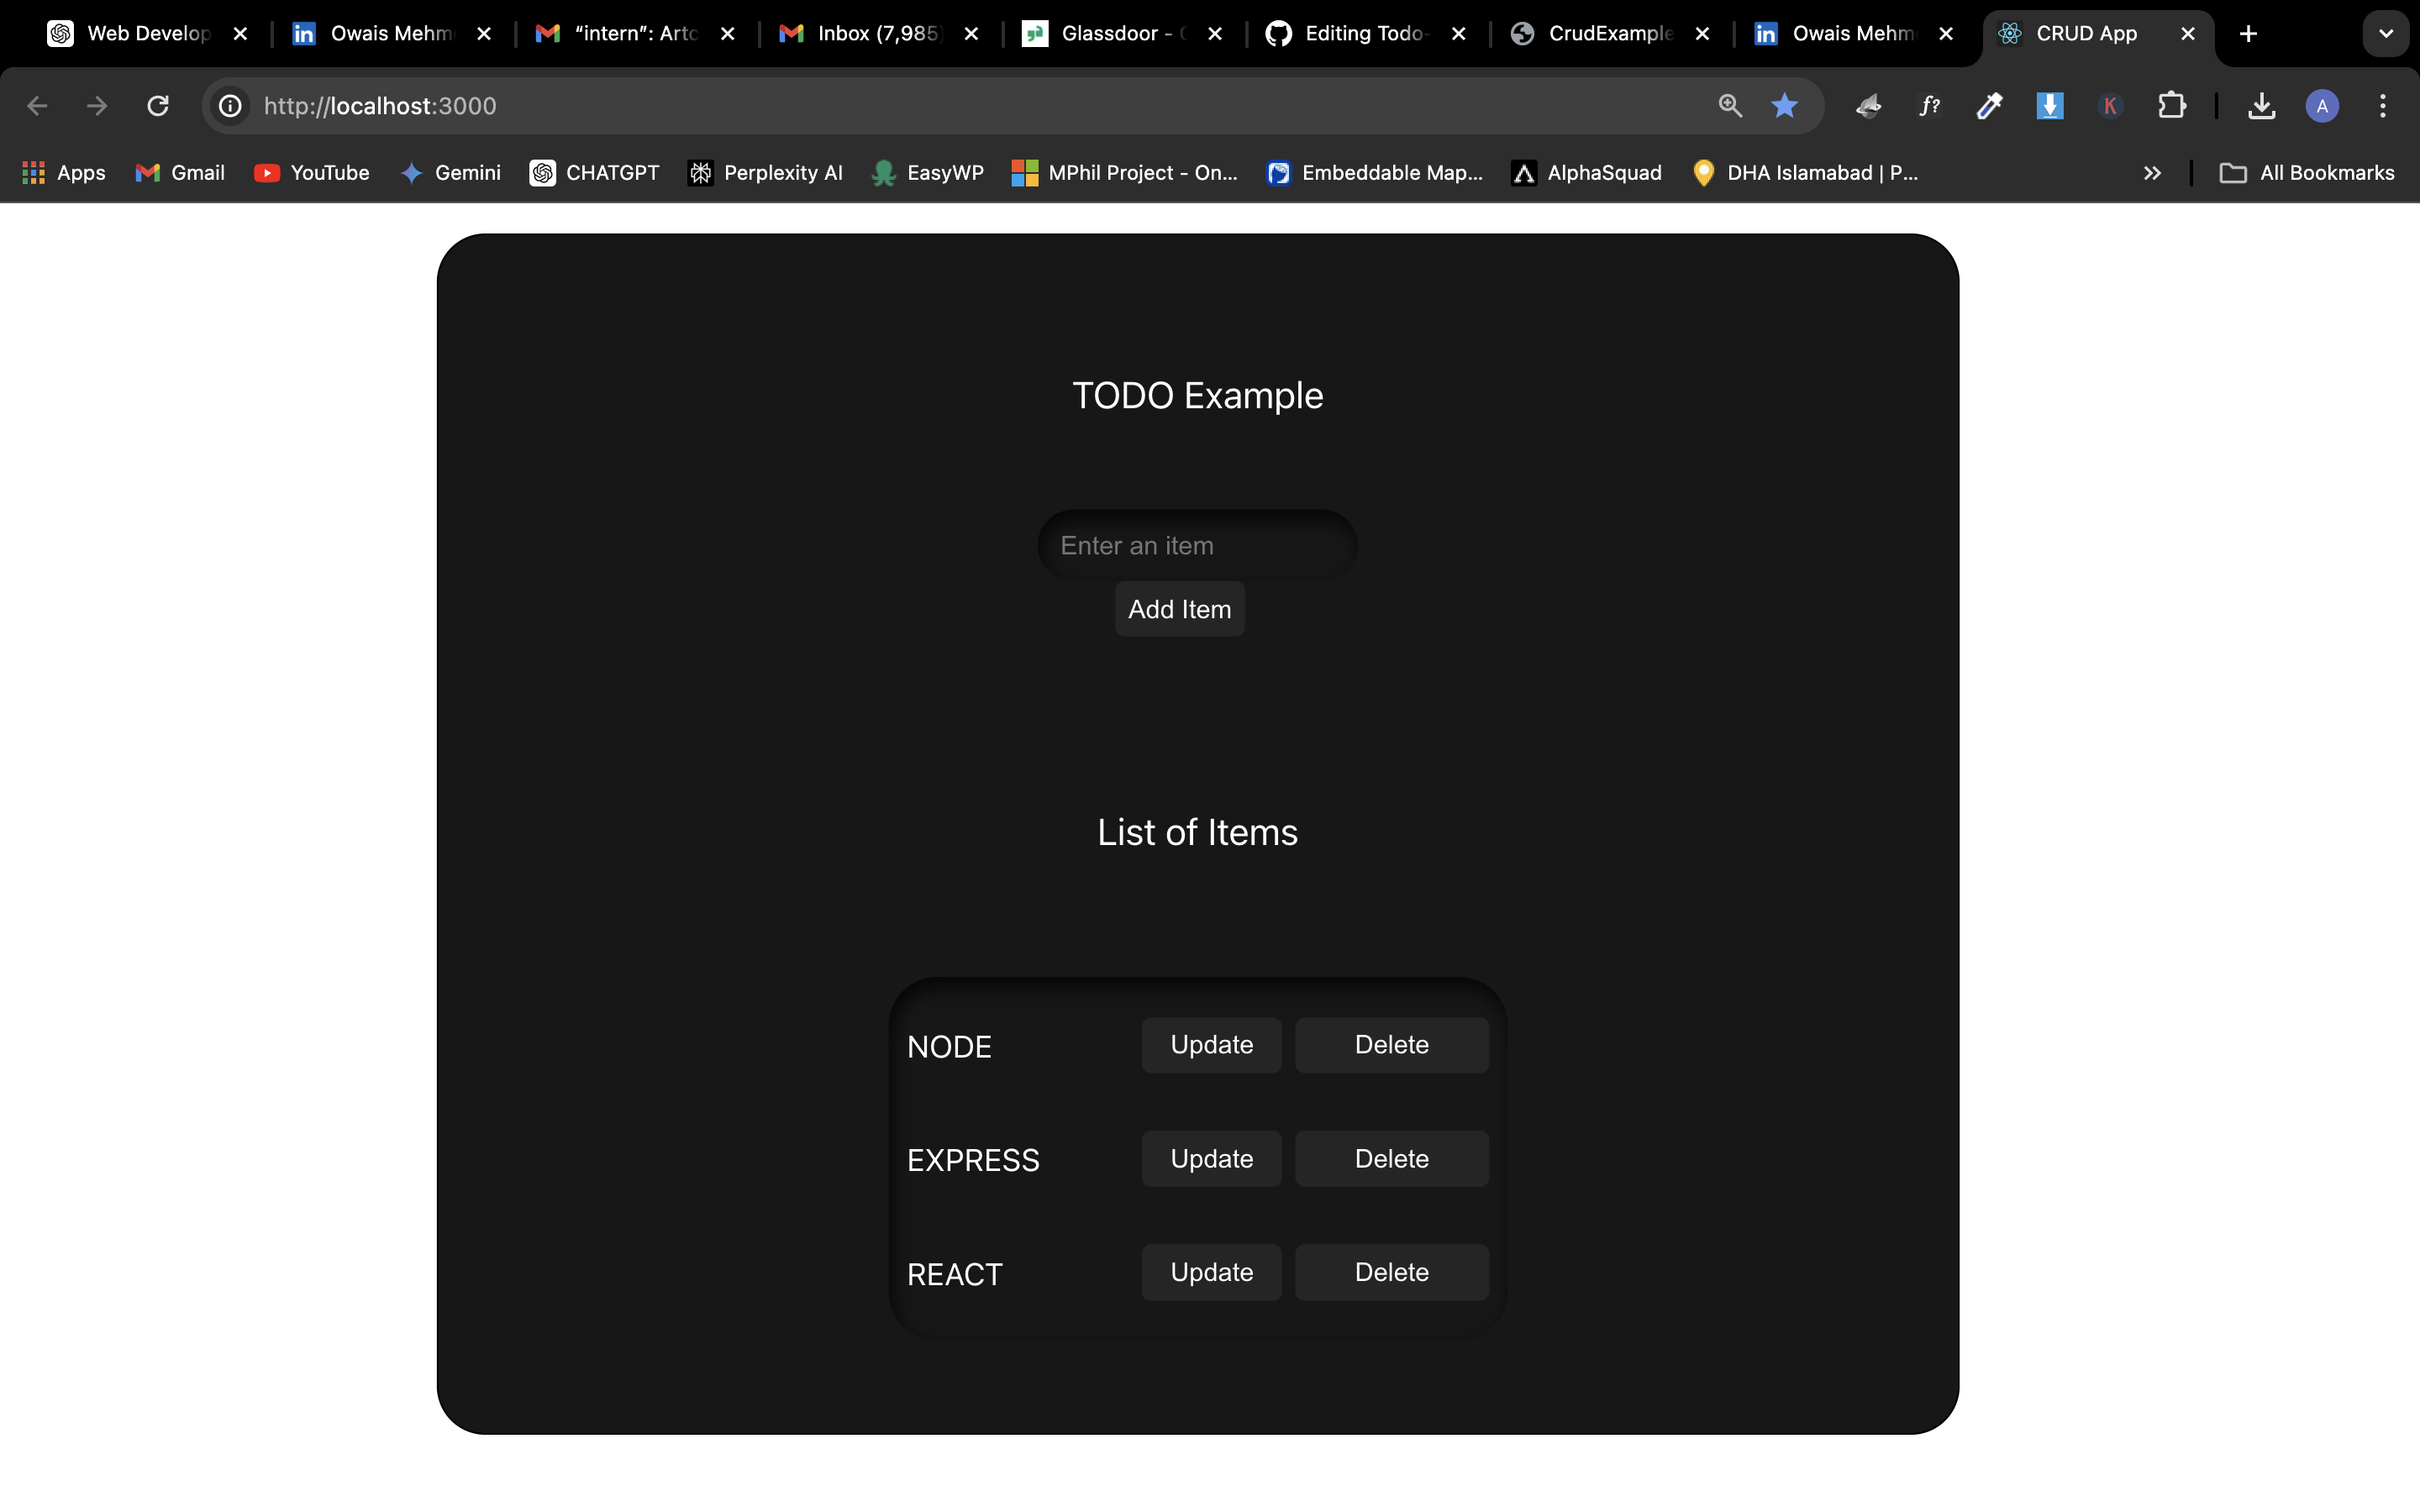 Web Develop
Owais Mehm
"intern": Artc
Inbox (7,985)
Glassdoor -
Editing Todo-
CrudExample
Owais Mehm
CRUD App
http://localhost:3000
f?
K
A
Apps
Gmail
YouTube
Gemini
CHATGPT
Perplexity AI
EasyWP
MPhil Project - On...
Embeddable Map...
AlphaSquad
DHA Islamabad | P...
All Bookmarks
TODO Example
Enter an item
Add Item
List of Items
NODE Update Delete
EXPRESS Update Delete
REACT Update Delete